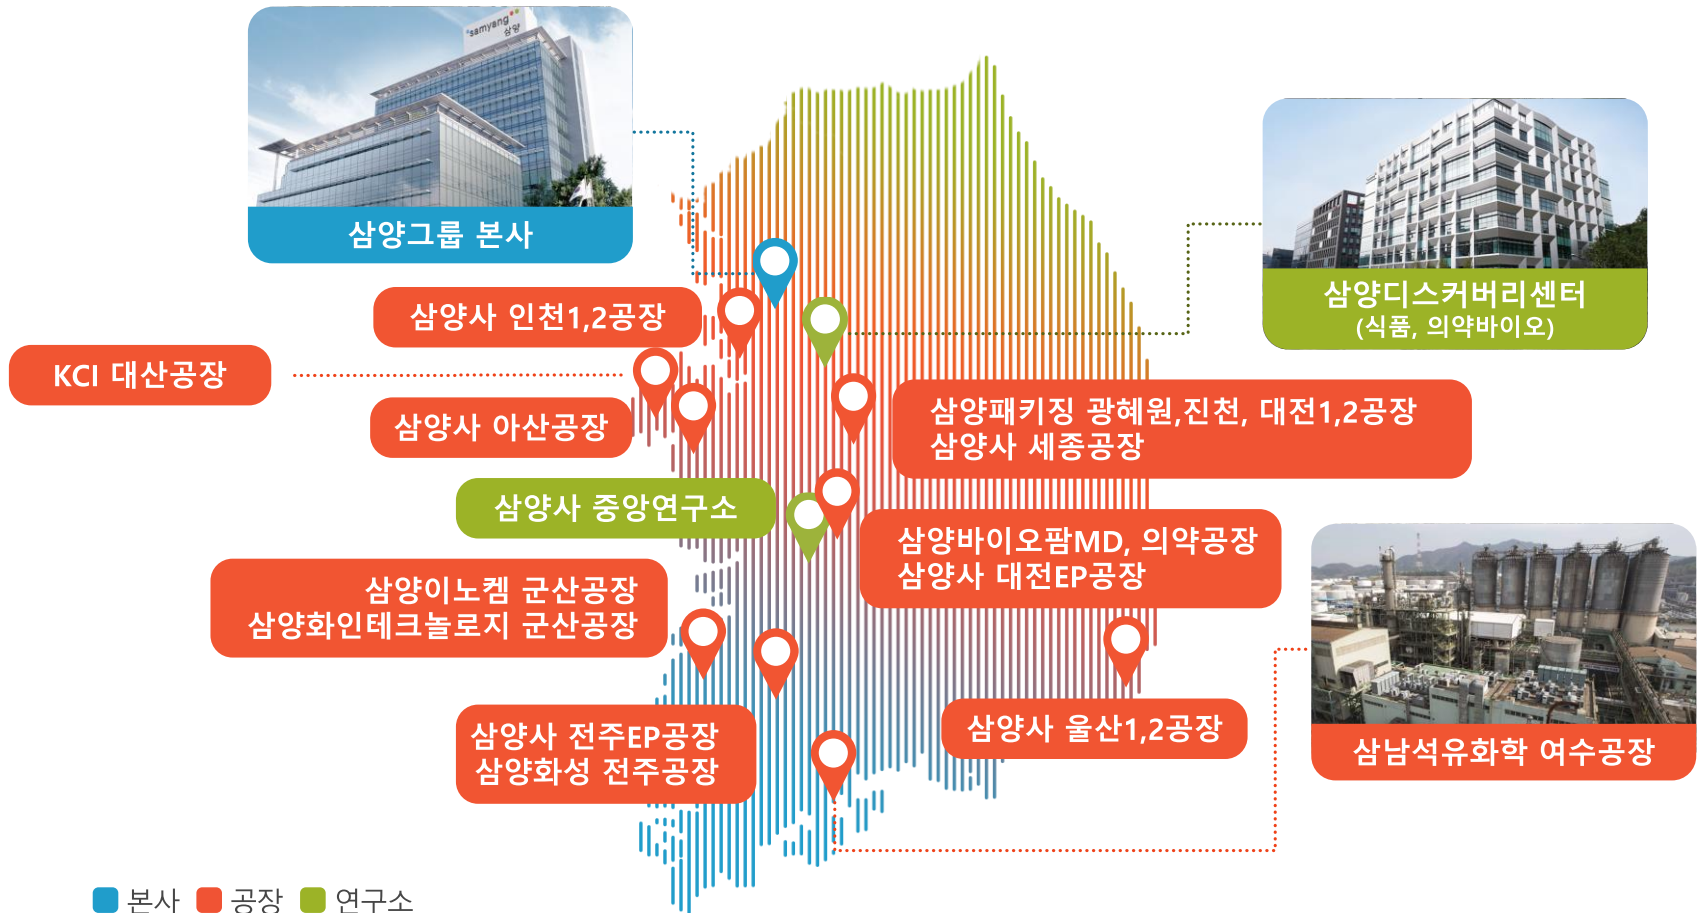 samyang
삼양
삼양그룹 본사
삼양디스커버리센터
(식품, 의약바이오)
삼양사 인천1,2공장
KCI 대산공장
삼양사 아산공장
삼양패키징 광혜원,진천, 대전1,2공장
삼양사 세종공장
삼양사 중앙연구소
삼양바이오팜MD, 의약공장
삼양사 대전EP공장
삼양이노켐 군산공장
삼양화인테크놀로지 군산공장
삼양사 전주EP공장
삼양화성 전주공장
삼양사 울산1,2공장
삼남석유화학 여수공장
본사 공장 연구소